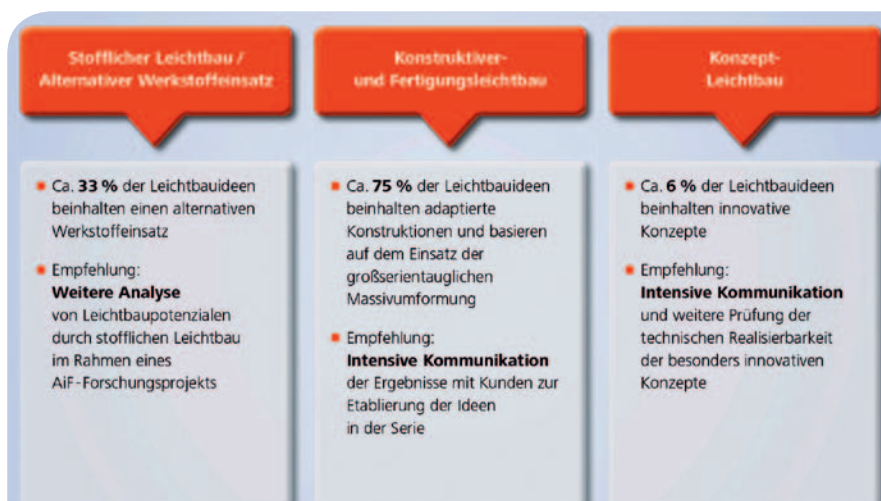 Stofflicher Leichtbau /
Alternativer Werkstoffeinsatz
Ca. 33 % der Leichtbauideen
beinhalten einen alternativen
Werkstoffeinsatz
Empfehlung:
Weitere Analyse
von Leichtbaupotenzialen
durch stofflichen Leichtbau
im Rahmen eines
AiF-Forschungsprojekts
Konstruktiver-
und Fertigungsleichtbau
Ca. 75 % der Leichtbauideen
beinhalten adaptierte
Konstruktionen und basieren
auf dem Einsatz der
großserientauglichen
Massivumformung
Empfehlung:
Intensive Kommunikation
der Ergebnisse mit Kunden zur
Etablierung der Ideen
in der Serie
Konzept-
Leichtbau
Ca. 6 % der Leichtbauideen
beinhalten innovative
Konzepte
Empfehlung:
Intensive Kommunikation
und weitere Prüfung der
technischen Realisierbarkeit
der besonders innovativen
Konzepte